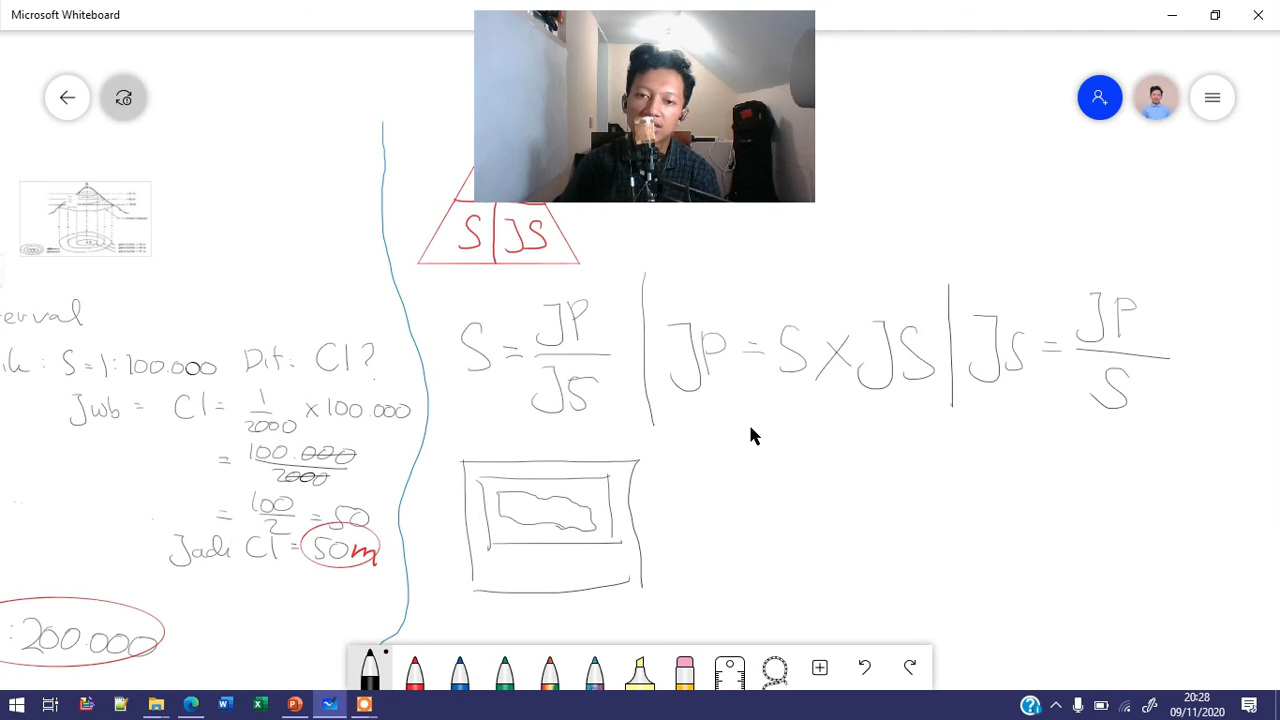 Microsoft Whiteboard
S | JS
S = JP / JS | JP = S X JS | JS = JP / S
erval
: S = 1 : 100.000 Dit : CI ?
Jwb = CI = 1 / 2000 x 100.000
= 100.000 / 2000
= 100 / 2 = 50
Jadi CI = 50m
: 200.000
20:28
09/11/2020